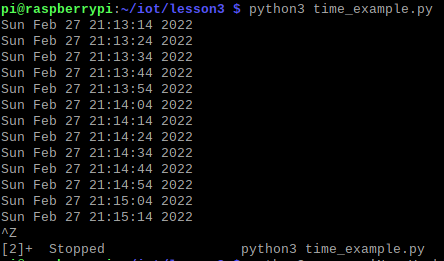 pi@raspberrypi:~/iot/lesson3 $ python3 time_example.py
Sun Feb 27 21:13:14 2022
Sun Feb 27 21:13:24 2022
Sun Feb 27 21:13:34 2022
Sun Feb 27 21:13:44 2022
Sun Feb 27 21:13:54 2022
Sun Feb 27 21:14:04 2022
Sun Feb 27 21:14:14 2022
Sun Feb 27 21:14:24 2022
Sun Feb 27 21:14:34 2022
Sun Feb 27 21:14:44 2022
Sun Feb 27 21:14:54 2022
Sun Feb 27 21:15:04 2022
Sun Feb 27 21:15:14 2022
^Z
[2]+  Stopped                 python3 time_example.py